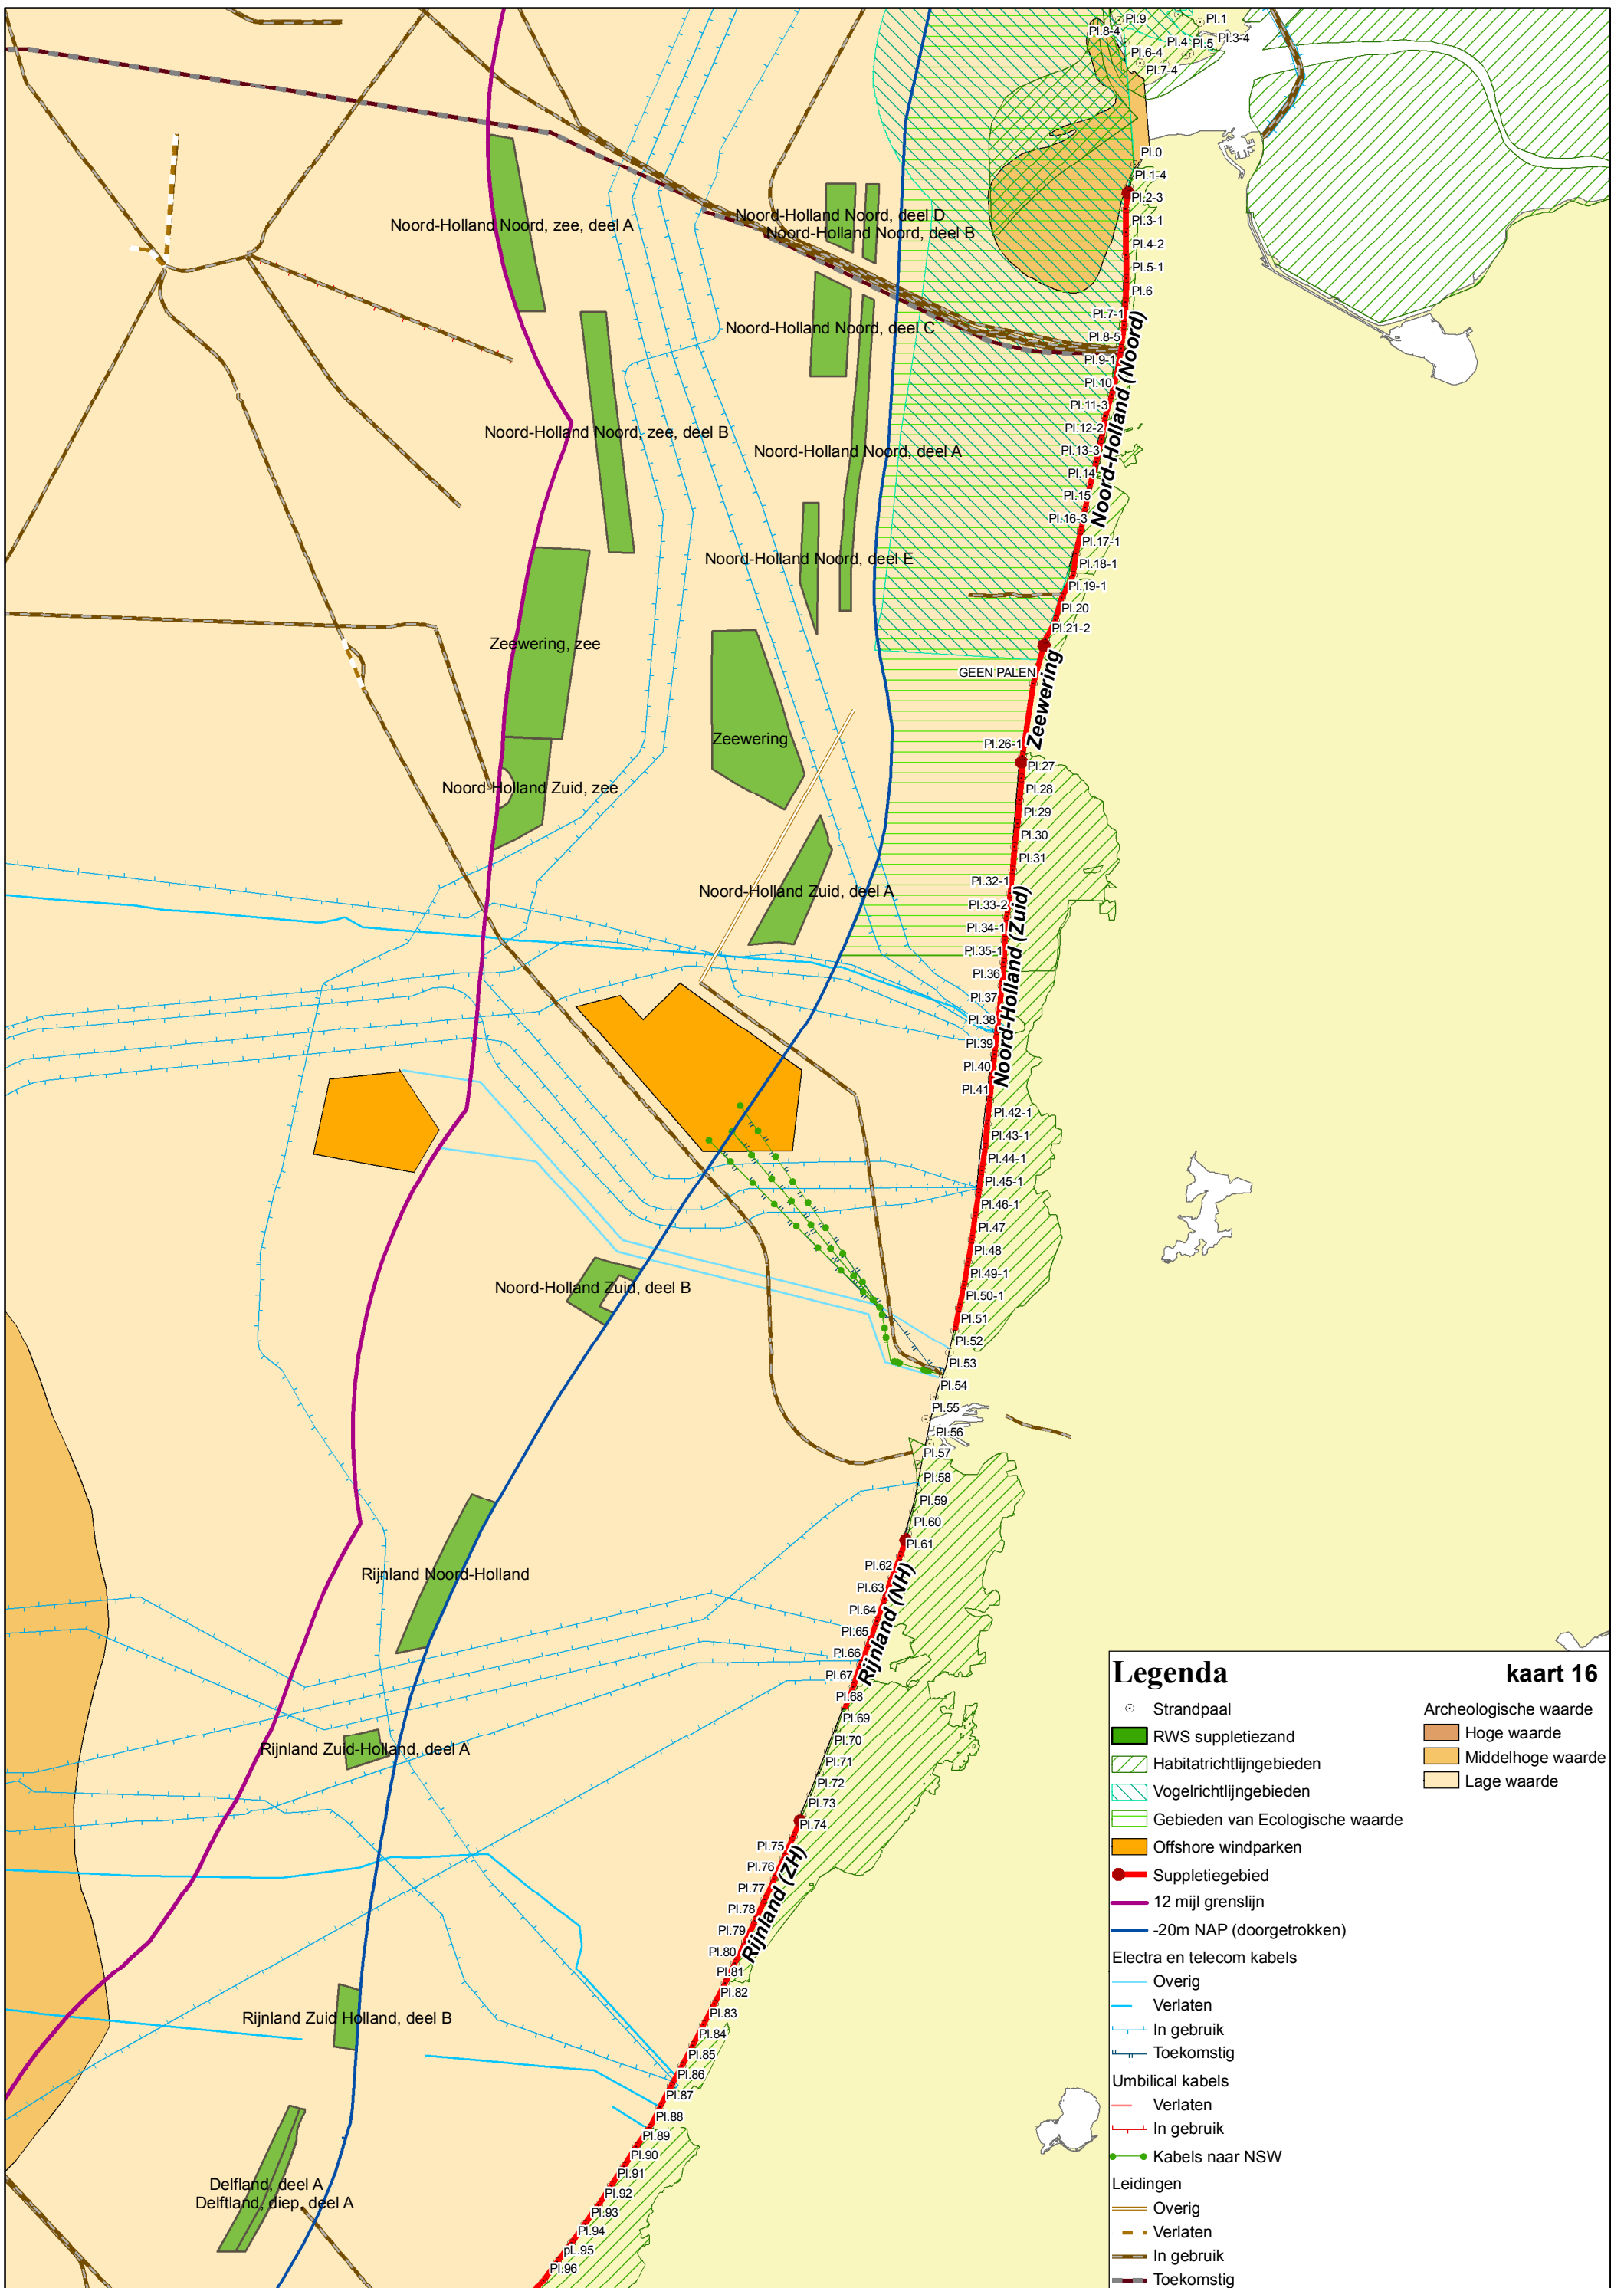 Pl.9
Pl.1
Pl.8-4
Pl.3-4
Pl.4
Pl.5
Pl.6-4
Pl.7-4
Pl.0
Pl.1-4
Pl.2-3
Noord-Holland Noord, deel D
Noord-Holland Noord, zee, deel A
Pl.3-1
Noord-Holland Noord, deel B
Pl.4-2
Pl.5-1
Pl.6
Pl.7-1
Noord-Holland Noord, deel C
Pl.8-5
Pl.9-1
Noord-Holland (Noord)
Pl.10
Pl.11-3
Pl.12-2
Noord-Holland Noord, zee, deel B
Noord-Holland Noord, deel A
Pl.13-3
Pl.14
Pl.15
Pl.16-3
Pl.17-1
Noord-Holland Noord, deel E
Pl.18-1
Pl.19-1
Pl.20
Pl.21-2
Zeewering, zee
GEEN PALEN
Zeewering
Zeewering
Pl.26-1
Pl.27
Noord-Holland Zuid, zee
Pl.28
Pl.29
Pl.30
Pl.31
Pl.32-1
Noord-Holland Zuid, deel A
Pl.33-2
Pl.34-1
Noord-Holland (Zuid)
Pl.35-1
Pl.36
Pl.37
Pl.38
Pl.39
Pl.40
Pl.41
Pl.42-1
Pl.43-1
Pl.44-1
Pl.45-1
Pl.46-1
Pl.47
Pl.48
Pl.49-1
Noord-Holland Zuid, deel B
Pl.50-1
Pl.51
Pl.52
Pl.53
Pl.54
Pl.55
Pl.56
Pl.57
Pl.58
Pl.59
Pl.60
Pl.61
Pl.62
Rijnland Noord-Holland
Pl.63
Pl.64
Rijnland (NH)
Pl.65
Pl.66
Pl.67
Pl.68
Pl.69
Pl.70
Rijnland Zuid-Holland, deel A
Pl.71
Pl.72
Pl.73
Pl.74
Pl.75
Pl.76
Pl.77
Rijnland (ZH)
Pl.78
Pl.79
Pl.80
Pl.81
Pl.82
Pl.83
Rijnland Zuid Holland, deel B
Pl.84
Pl.85
Pl.86
Pl.87
Pl.88
Pl.89
Pl.90
Pl.91
Delfland, deel A
Pl.92
Delftland, diep, deel A
Pl.93
Pl.94
pL.95
Pl.96
Legenda
kaart 16
Strandpaal
RWS suppletiezand
Habitatrichtlijngebieden
Vogelrichtlijngebieden
Gebieden van Ecologische waarde
Offshore windparken
Suppletiegebied
12 mijl grenslijn
-20m NAP (doorgetrokken)
Electra en telecom kabels
Overig
Verlaten
In gebruik
Toekomstig
Umbilical kabels
Verlaten
In gebruik
Kabels naar NSW
Leidingen
Overig
Verlaten
In gebruik
Toekomstig
Archeologische waarde
Hoge waarde
Middelhoge waarde
Lage waarde